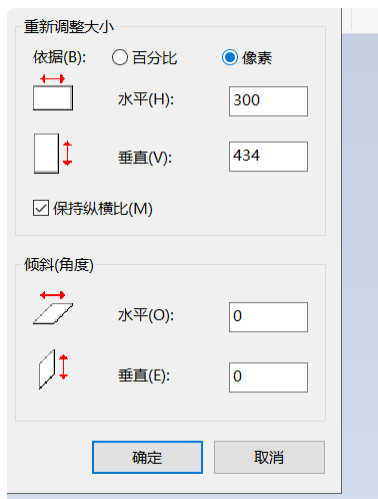 重新调整大小
依据(B): 百分比 像素
水平(H): 300
垂直(V): 434
保持纵横比(M)
倾斜(角度)
水平(O): 0
垂直(E): 0
确定 取消